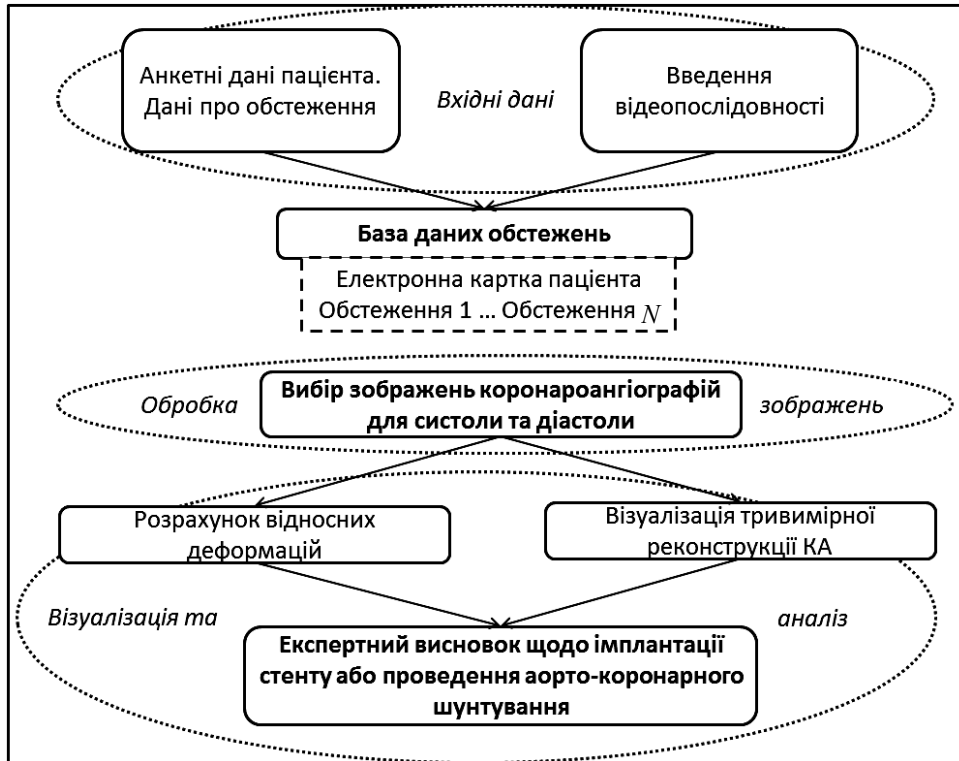 Анкетні дані пацієнта.
Дані про обстеження
Вхідні дані
Введення
відеопослідовності
База даних обстежень
Електронна картка пацієнта
Обстеження 1 ... Обстеження N
Обробка
Вибір зображень коронароангіографій
для систоли та діастоли
зображень
Розрахунок відносних
деформацій
Візуалізація тривимірної
реконструкції КА
Візуалізація та
аналіз
Експертний висновок щодо імплантації
стенту або проведення аорто-коронарного
шунтування